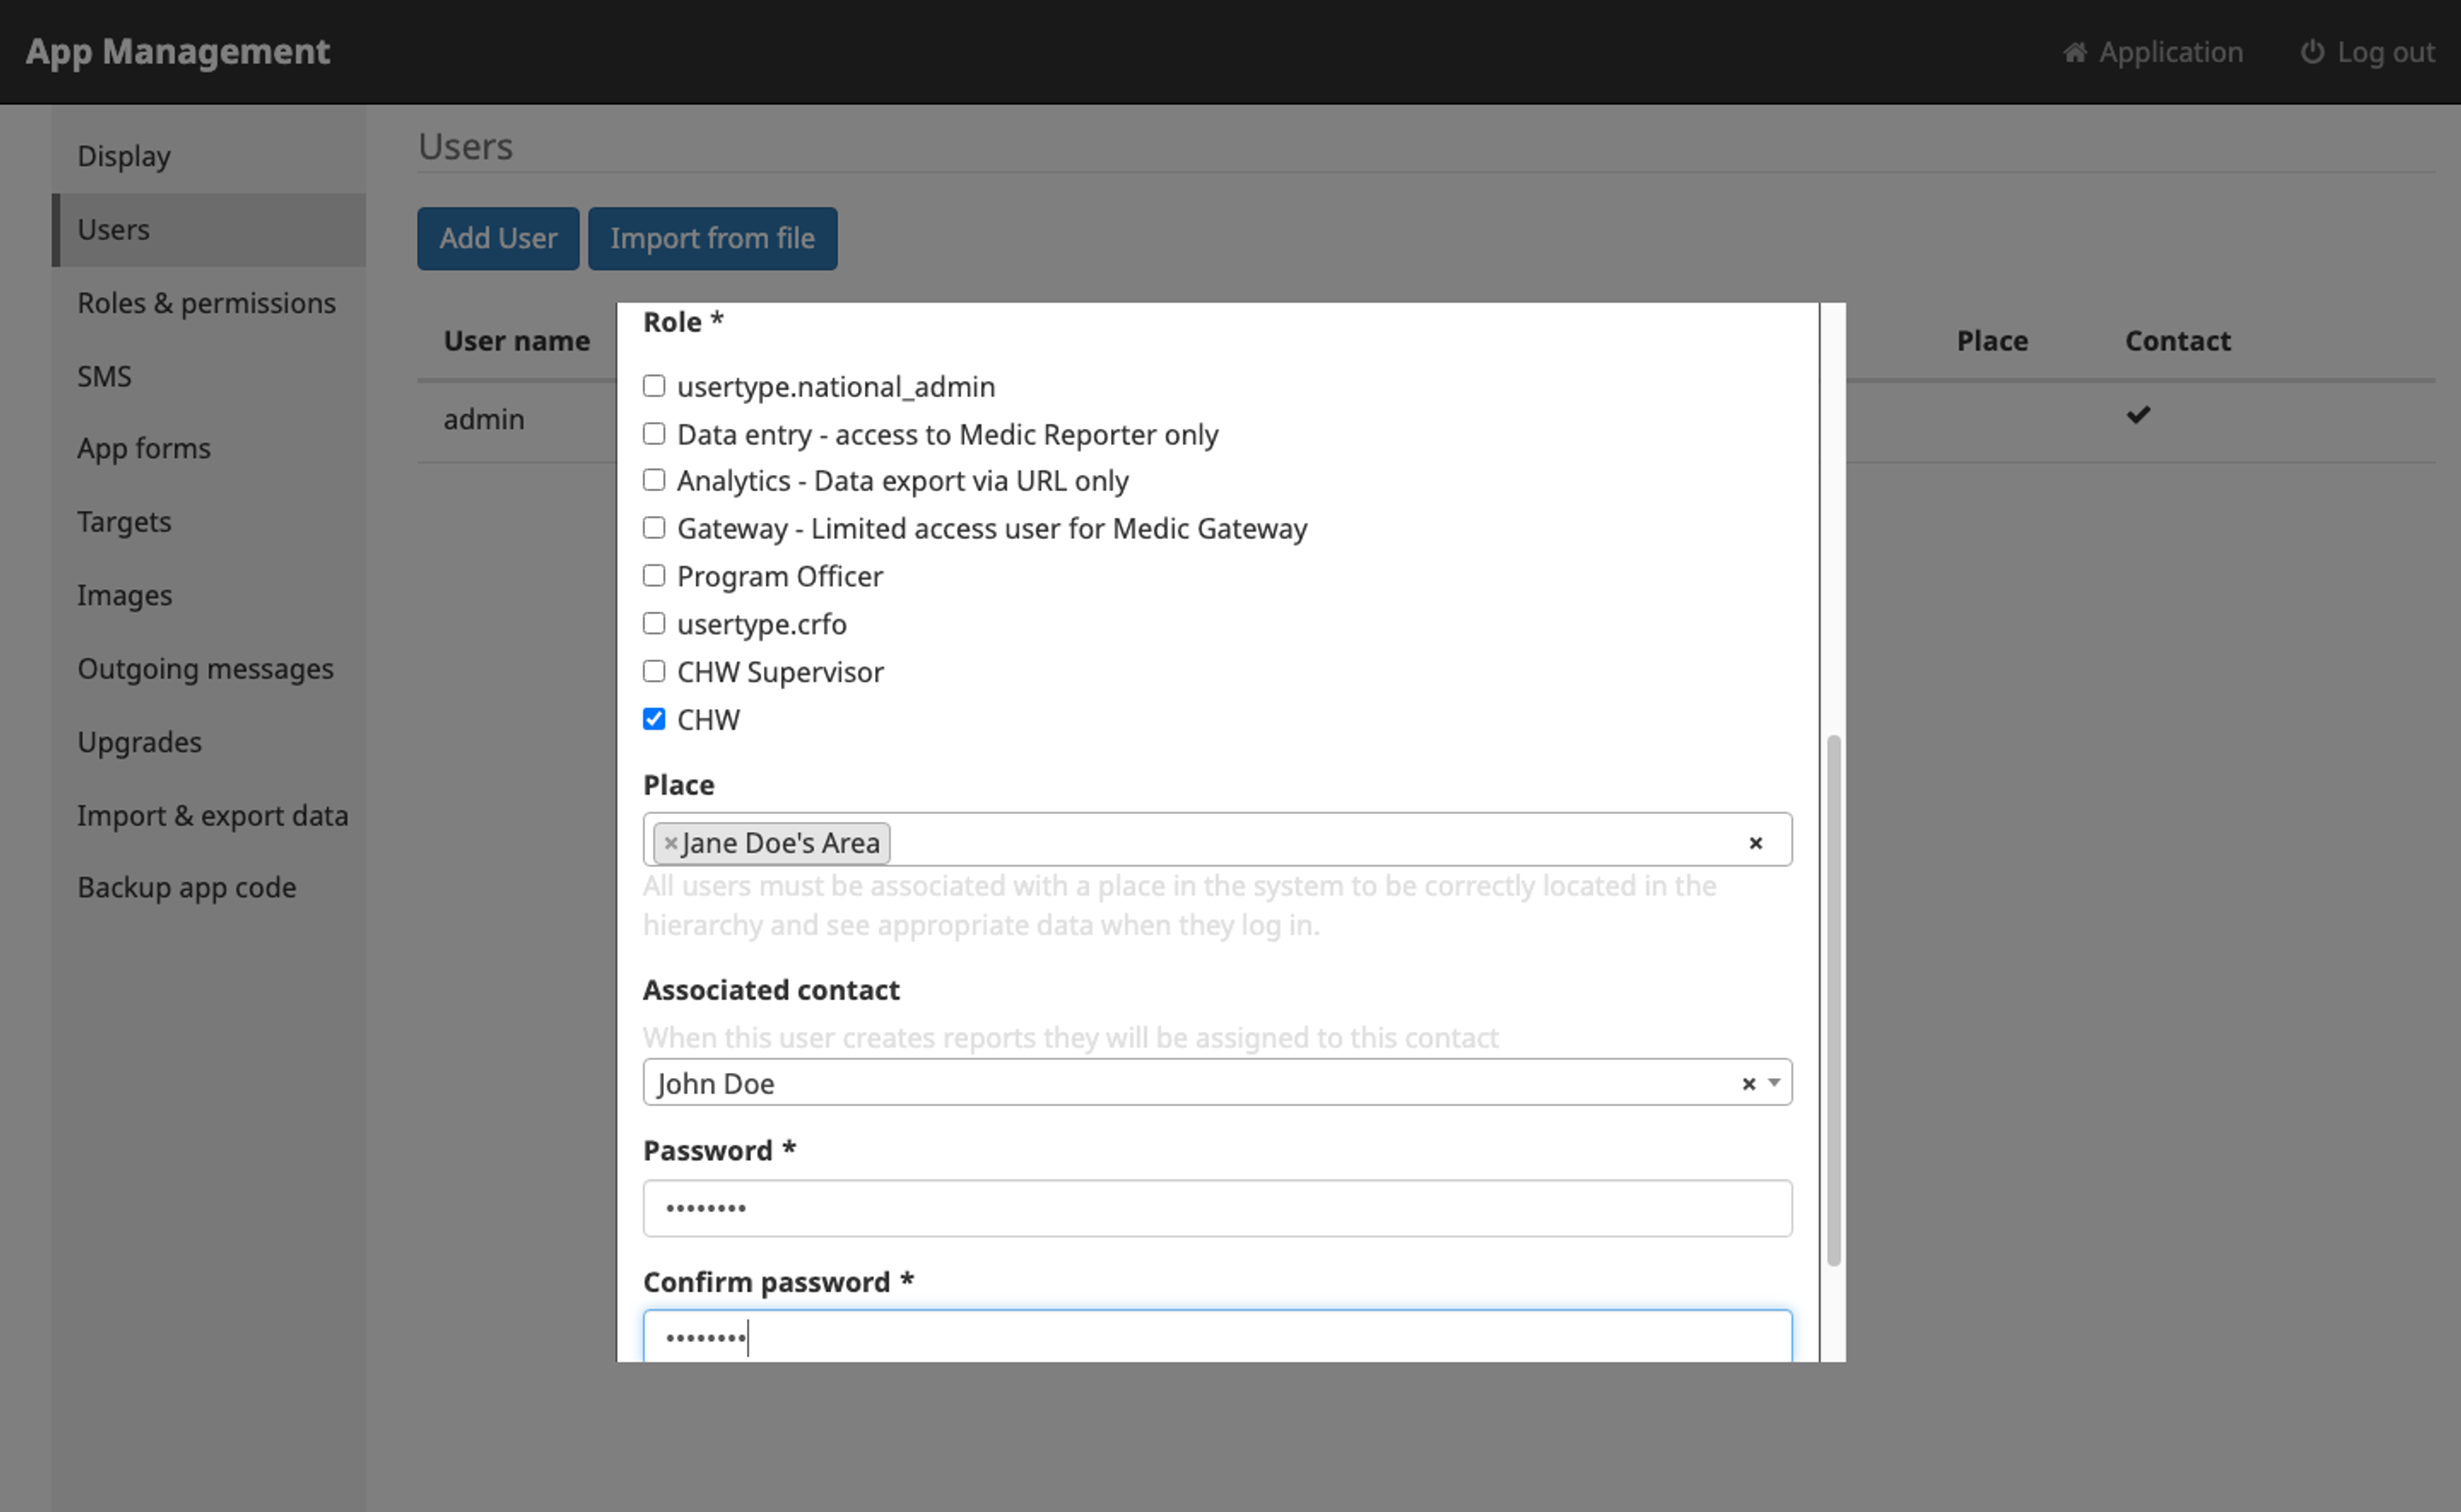 App Management
Application
Log out
Display
Users
Roles & permissions
SMS
App forms
Targets
Images
Outgoing messages
Upgrades
Import & export data
Backup app code
Users
Add User
Import from file
User name
Place
Contact
admin
Role *
usertype.national_admin
Data entry - access to Medic Reporter only
Analytics - Data export via URL only
Gateway - Limited access user for Medic Gateway
Program Officer
usertype.crfo
CHW Supervisor
CHW
Place
×Jane Doe's Area ×
All users must be associated with a place in the system to be correctly located in the
hierarchy and see appropriate data when they log in.
Associated contact
When this user creates reports they will be assigned to this contact
John Doe ×
Password *
••••••••
Confirm password *
••••••••